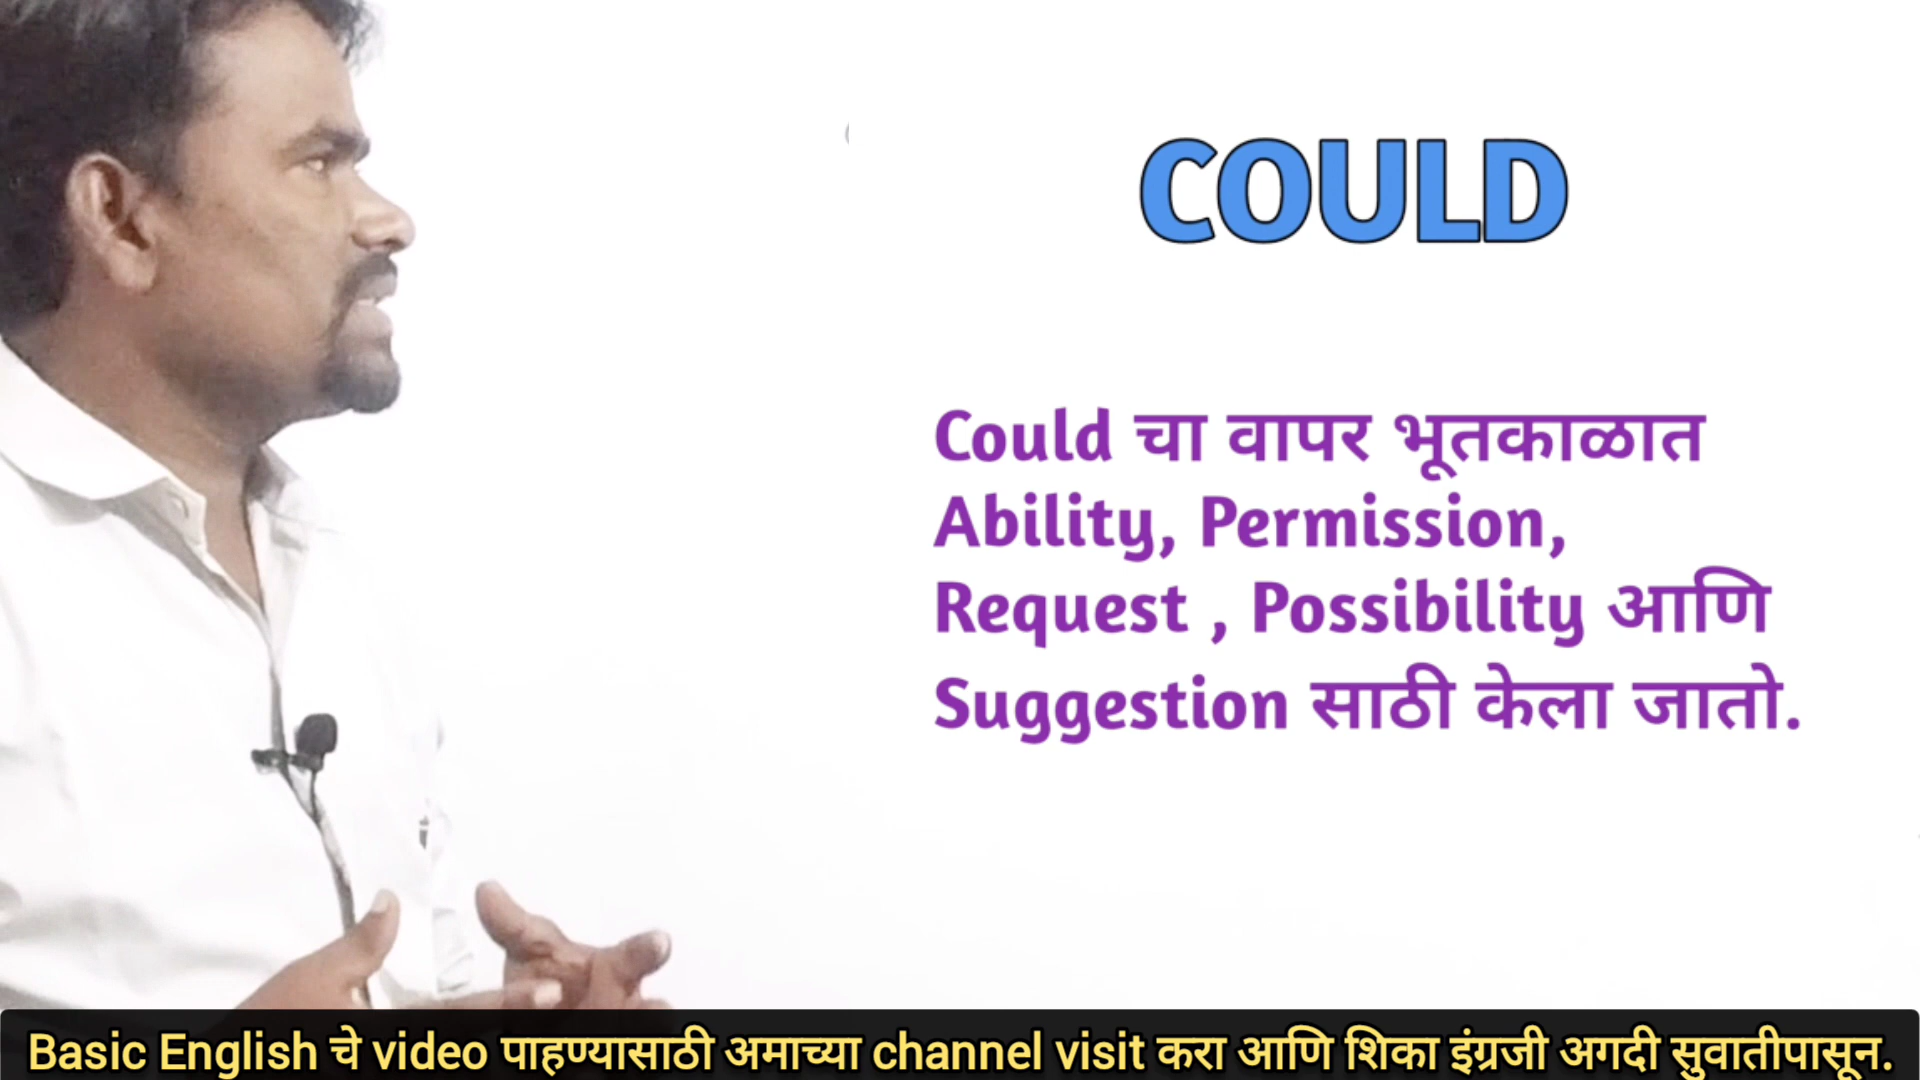 COULD
Could चा वापर भूतकाळात
Ability, Permission,
Request , Possibility आणि
Suggestion साठी केला जातो.
Basic English चे video पाहण्यासाठी अमाच्या channel visit करा आणि शिका इंग्रजी अगदी सुवातीपासून.